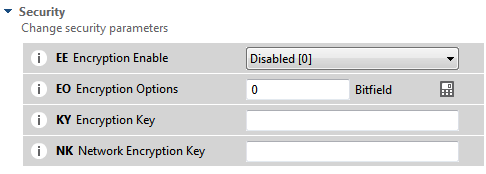 Security
Change security parameters
i EE Encryption Enable Disabled [0]
i EO Encryption Options 0 Bitfield
i KY Encryption Key
i NK Network Encryption Key